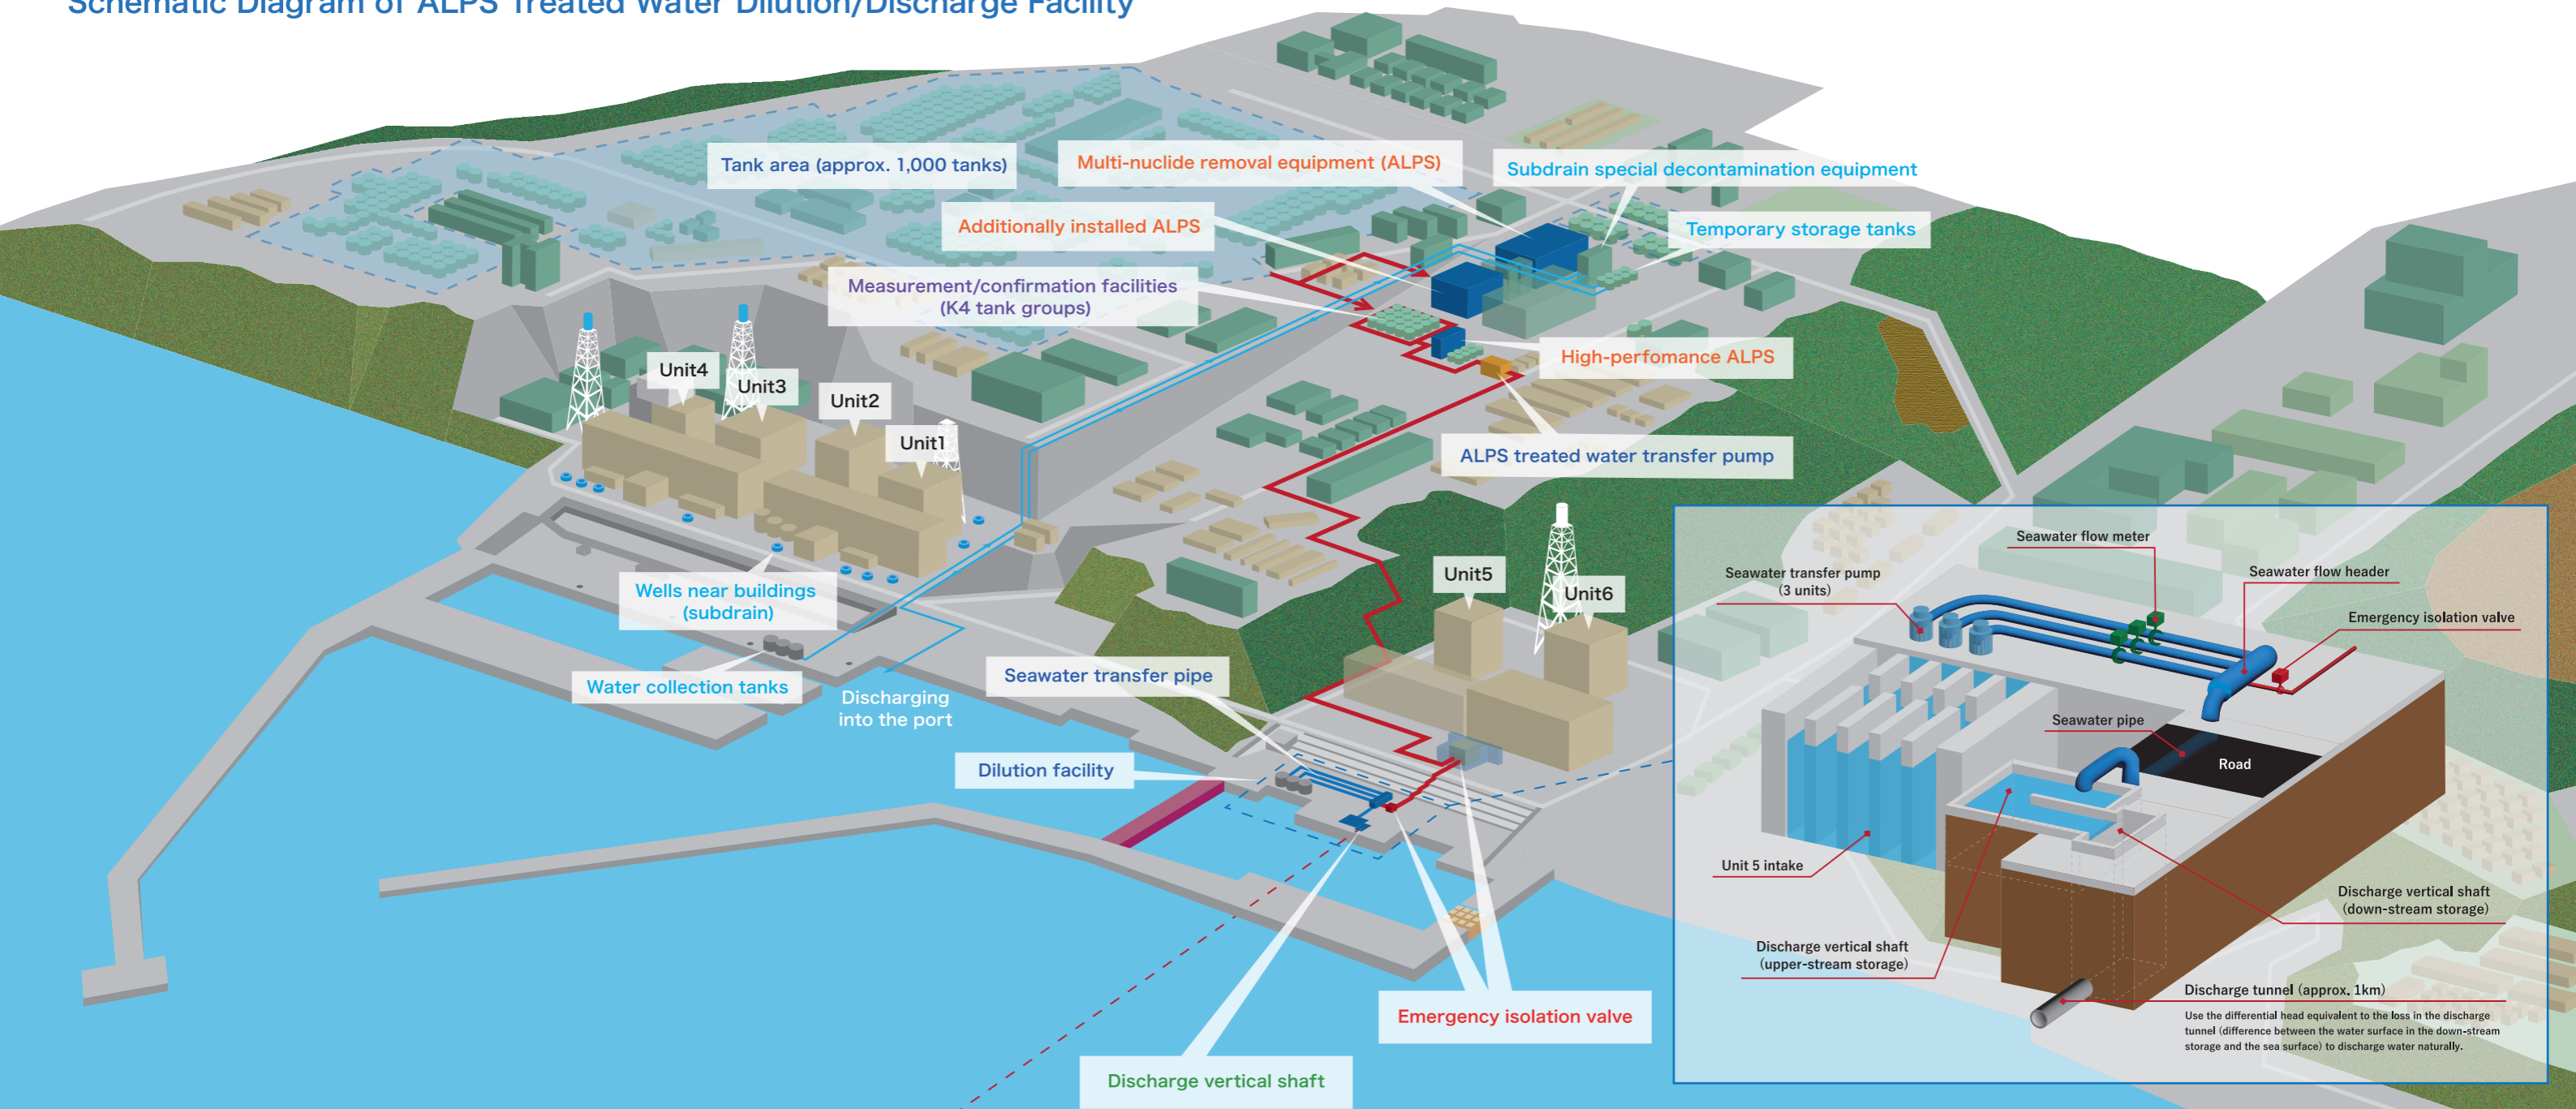 Schematic Diagram of ALPS Treated Water Dilution/Discharge Facility
Tank area (approx. 1,000 tanks)
Multi-nuclide removal equipment (ALPS)
Subdrain special decontamination equipment
Additionally installed ALPS
Temporary storage tanks
Measurement/confirmation facilities
(K4 tank groups)
High-perfomance ALPS
Unit4
Unit3
Unit2
Unit1
ALPS treated water transfer pump
Wells near buildings
(subdrain)
Water collection tanks
Discharging
into the port
Unit5
Unit6
Seawater transfer pipe
Dilution facility
Emergency isolation valve
Discharge vertical shaft
Seawater flow meter
Seawater transfer pump
(3 units)
Seawater flow header
Emergency isolation valve
Seawater pipe
Road
Unit 5 intake
Discharge vertical shaft
(down-stream storage)
Discharge vertical shaft
(upper-stream storage)
Discharge tunnel (approx. 1km)
Use the differential head equivalent to the loss in the discharge
tunnel (difference between the water surface in the down-stream
storage and the sea surface) to discharge water naturally.